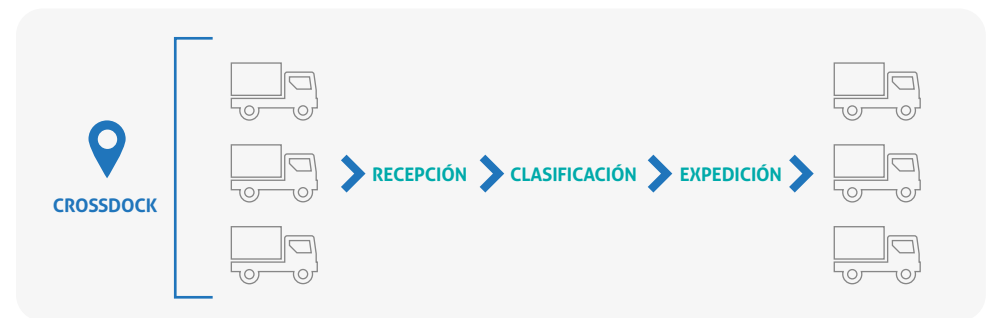 CROSSDOCK
RECEPCIÓN
CLASIFICACIÓN
EXPEDICIÓN